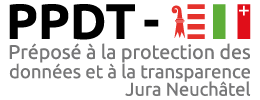 PPDT -
Préposé à la protection des
données et à la transparence
Jura Neuchâtel